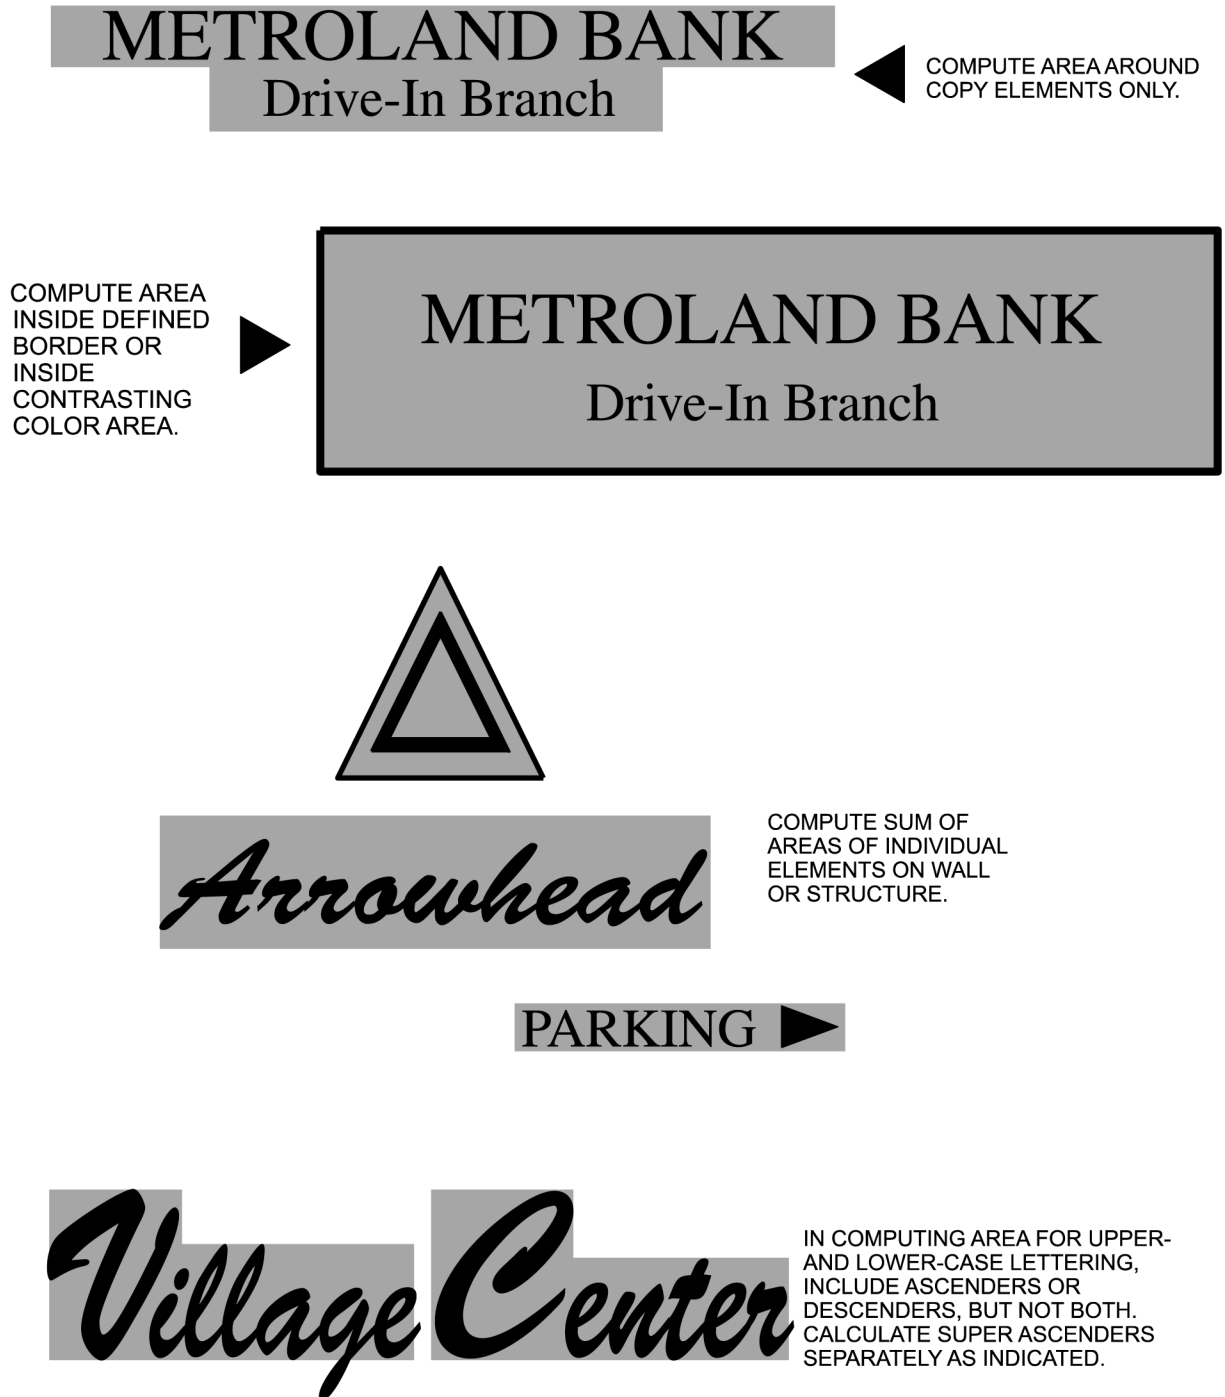 METROLAND BANK
Drive-In Branch
COMPUTE AREA AROUND
COPY ELEMENTS ONLY.
COMPUTE AREA
INSIDE DEFINED
BORDER OR
INSIDE
CONTRASTING
COLOR AREA.
METROLAND BANK
Drive-In Branch
Arrowhead
COMPUTE SUM OF
AREAS OF INDIVIDUAL
ELEMENTS ON WALL
OR STRUCTURE.
PARKING
Village Center
IN COMPUTING AREA FOR UPPER-
AND LOWER-CASE LETTERING,
INCLUDE ASCENDERS OR
DESCENDERS, BUT NOT BOTH.
CALCULATE SUPER ASCENDERS
SEPARATELY AS INDICATED.